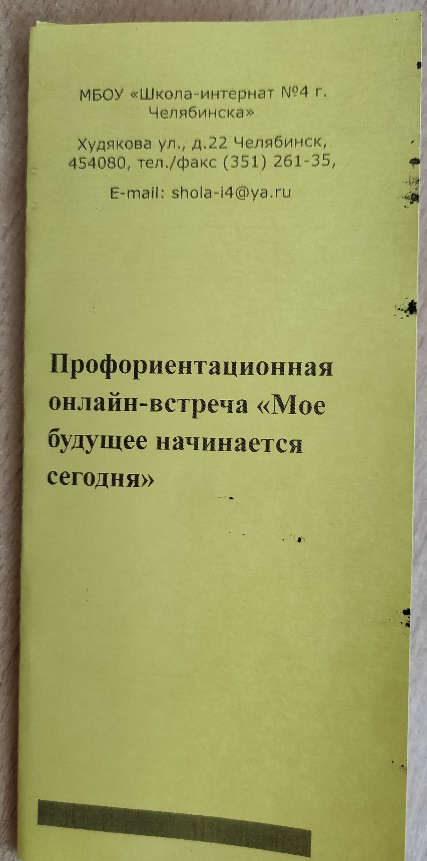 МБОУ «Школа-интернат №4 г.
Челябинска»
Худякова ул., д.22 Челябинск,
454080, тел./факс (351) 261-35,
E-mail: shola-i4@ya.ru
Профориентационная
онлайн-встреча «Мое
будущее начинается
сегодня»